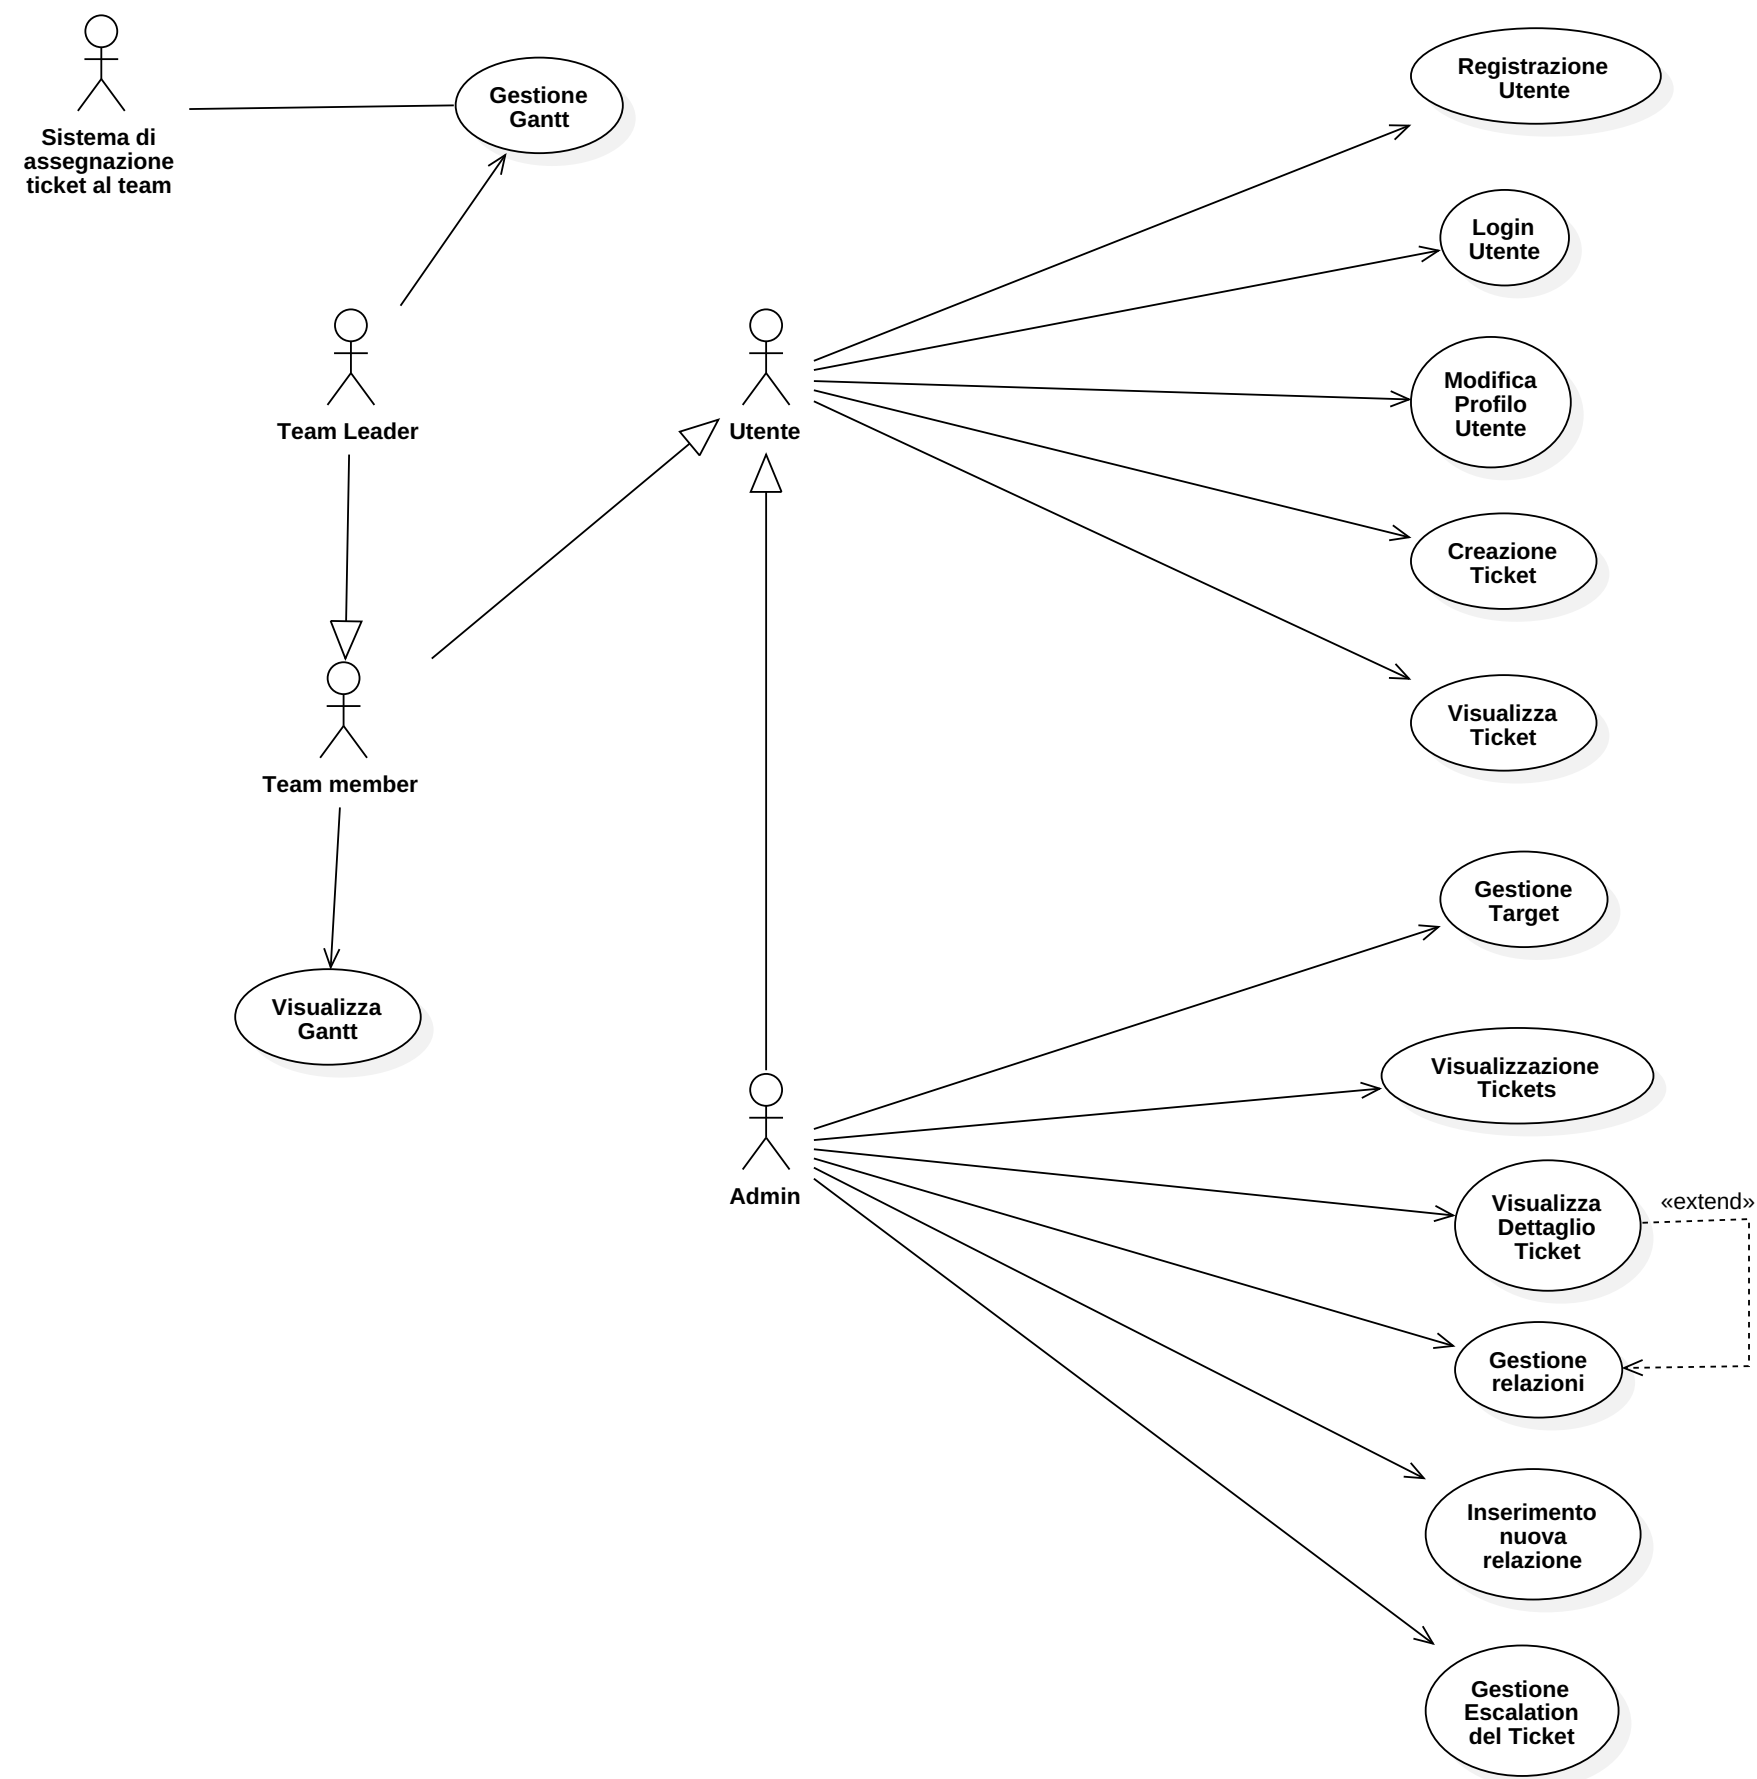 Sistema di
assegnazione
ticket al team
Gestione
Gantt
Registrazione
Utente
Login
Utente
Team Leader
Utente
Modifica
Profilo
Utente
Creazione
Ticket
Visualizza
Ticket
Team member
Gestione
Target
Visualizza
Gantt
Visualizzazione
Tickets
Admin
Visualizza
Dettaglio
Ticket
«extend»
Gestione
relazioni
Inserimento
nuova
relazione
Gestione
Escalation
del Ticket